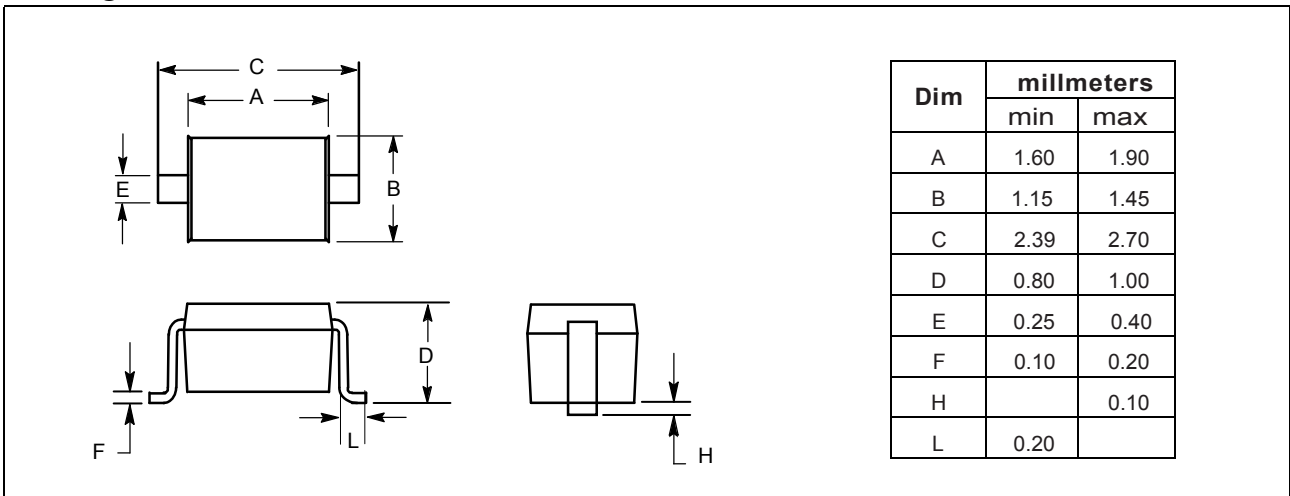 C
A
E
B
D
F
L
H
Dim millmeters
min max
A 1.60 1.90
B 1.15 1.45
C 2.39 2.70
D 0.80 1.00
E 0.25 0.40
F 0.10 0.20
H 0.10
L 0.20